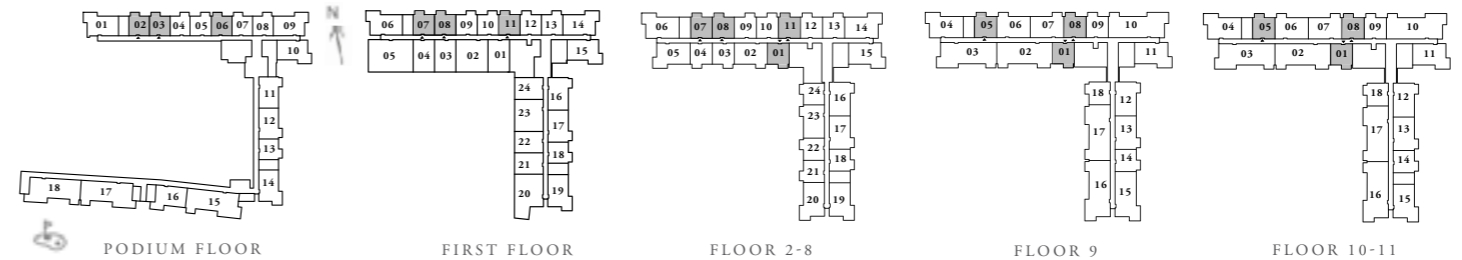 01 02 03 04 05 06 07 08 09
10
11
12
13
14
18 17 16 15
PODIUM FLOOR
N
06 07 08 09 10 11 12 13 14
05 04 03 02 01 15
24 16
23
17
22
18
21
20 19
FIRST FLOOR
06 07 08 09 10 11 12 13 14
05 04 03 02 01 15
24 16
23
17
22
18
21
20 19
FLOOR 2-8
04 05 06 07 08 09 10
03 02 01 11
18 12
17 13
14
16 15
FLOOR 9
04 05 06 07 08 09 10
03 02 01 11
18 12
17 13
14
16 15
FLOOR 10-11